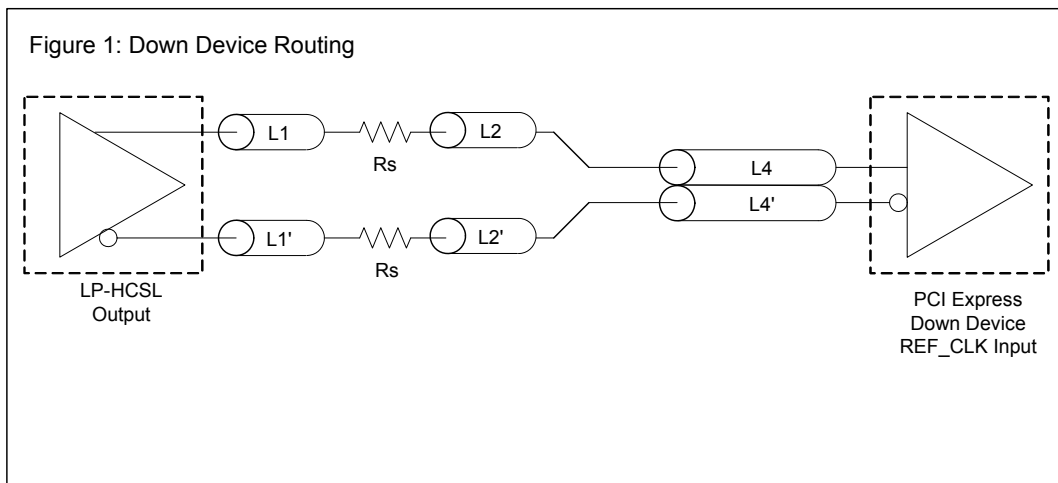 Figure 1: Down Device Routing
L1
Rs
L2
L4
L4'
L1'
Rs
L2'
LP-HCSL
Output
PCI Express
Down Device
REF_CLK Input